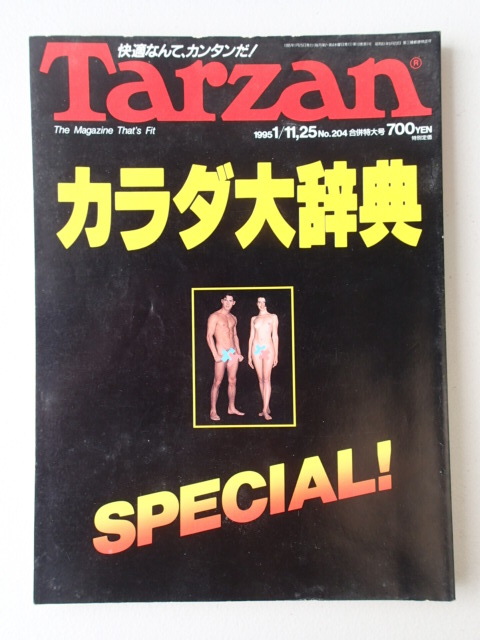 快適なんて、カンタンだ!
Tarzan®
The Magazine That's Fit
1995 1/11,25 No.204 合併特大号 700YEN
特別定価
カラダ大辞典
SPECIAL!